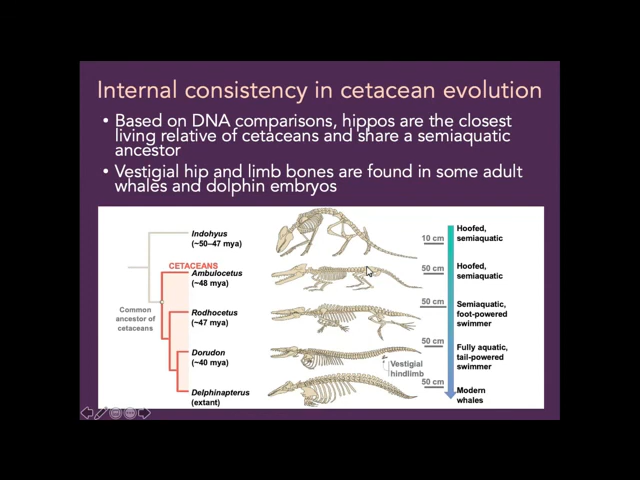 Internal consistency in cetacean evolution
• Based on DNA comparisons, hippos are the closest
living relative of cetaceans and share a semiaquatic
ancestor
• Vestigial hip and limb bones are found in some adult
whales and dolphin embryos
Indohyus
(~50–47 mya)
10 cm
Hoofed,
semiaquatic
CETACEANS
Ambulocetus
(~48 mya)
50 cm
Hoofed,
semiaquatic
Common
ancestor of
cetaceans
Rodhocetus
(~47 mya)
50 cm
Semiaquatic,
foot-powered
swimmer
Dorudon
(~40 mya)
50 cm
Vestigial
hindlimb
Fully aquatic,
tail-powered
swimmer
Delphinapterus
(extant)
50 cm
Modern
whales